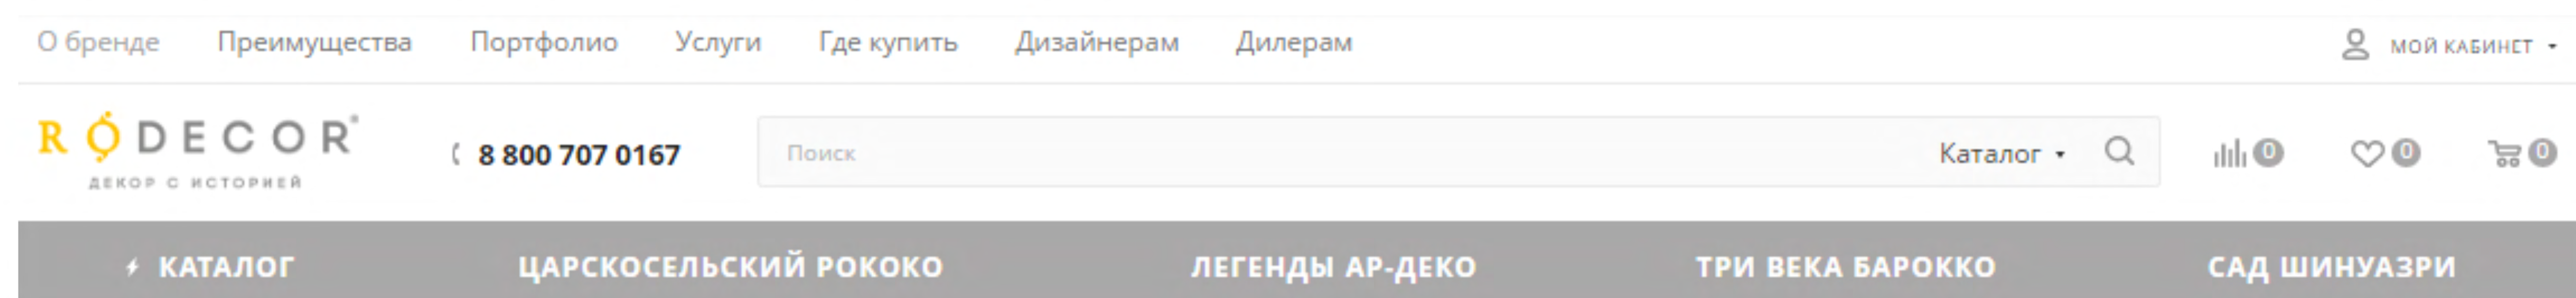 О бренде Преимущества Портфолио Услуги Где купить Дизайнерам Дилерам МОЙ КАБИНЕТ
RÓDECOR®
ДЕКОР С ИСТОРИЕЙ
8 800 707 0167 Поиск Каталог 0 0 0
КАТАЛОГ ЦАРСКОСЕЛЬСКИЙ РОКОКО ЛЕГЕНДЫ АР-ДЕКО ТРИ ВЕКА БАРОККО САД ШИНУАЗРИ